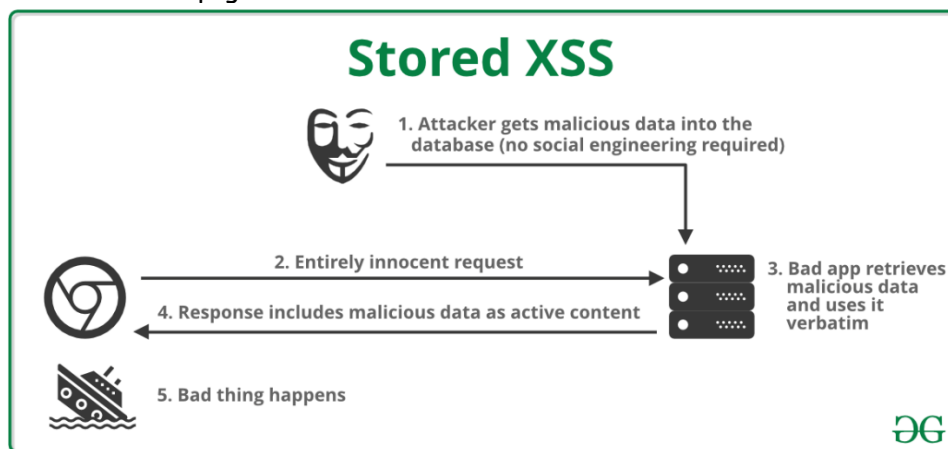 Stored XSS
1. Attacker gets malicious data into the
database (no social engineering required)
2. Entirely innocent request
3. Bad app retrieves
malicious data
and uses it
verbatim
4. Response includes malicious data as active content
5. Bad thing happens